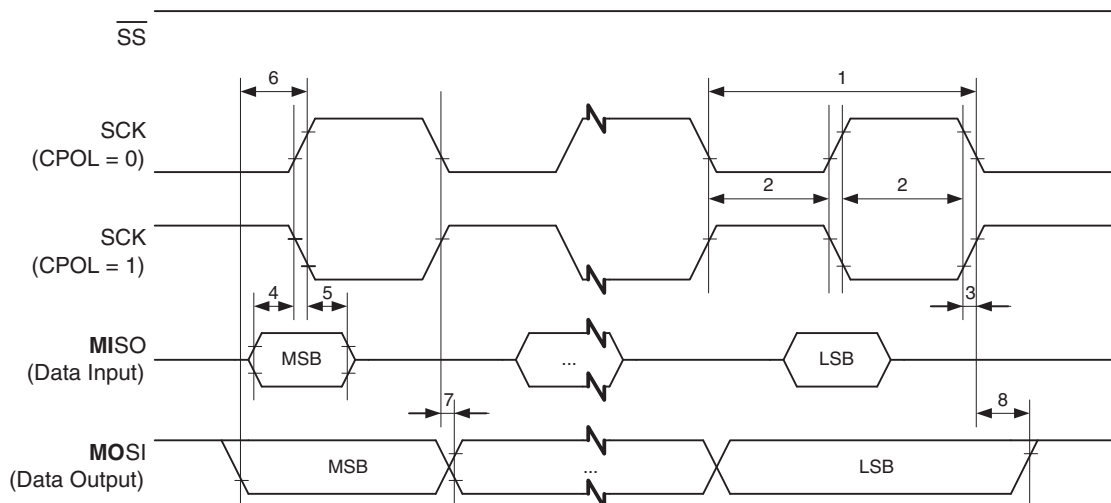 SS
6
1
SCK
(CPOL = 0)
2
2
SCK
(CPOL = 1)
4
5
3
MISO
(Data Input)
MSB
...
LSB
7
8
MOSI
(Data Output)
MSB
...
LSB